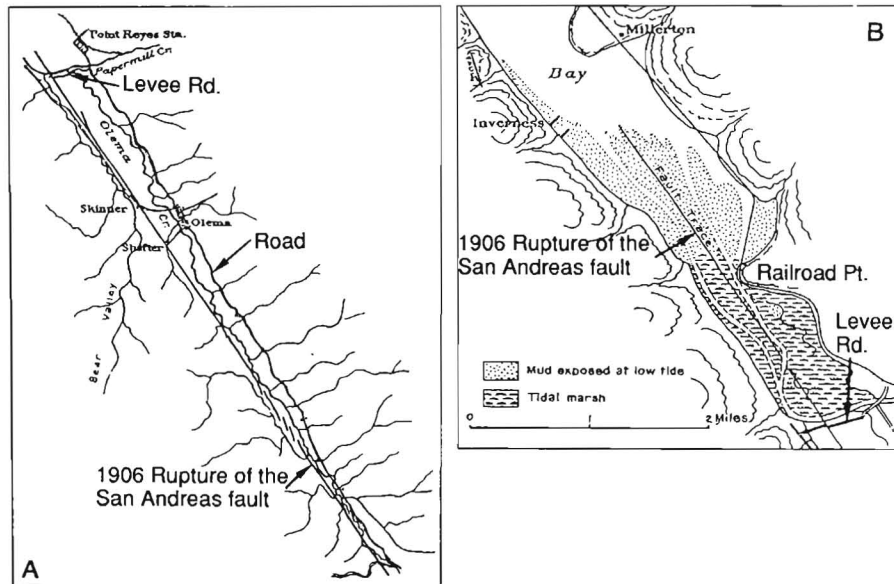 Point Reyes Sta.
Papermill Cr.
Levee Rd.
Olema
Skinner
Cr.
Olema
Shafter
Road
Bear Valley
1906 Rupture of the
San Andreas fault
A
B
Millerton
Bay
Inverness
Fault Trace
1906 Rupture of the
San Andreas fault
Railroad Pt.
Levee
Rd.
Mud exposed at low tide
Tidal marsh
0 1 2 Miles